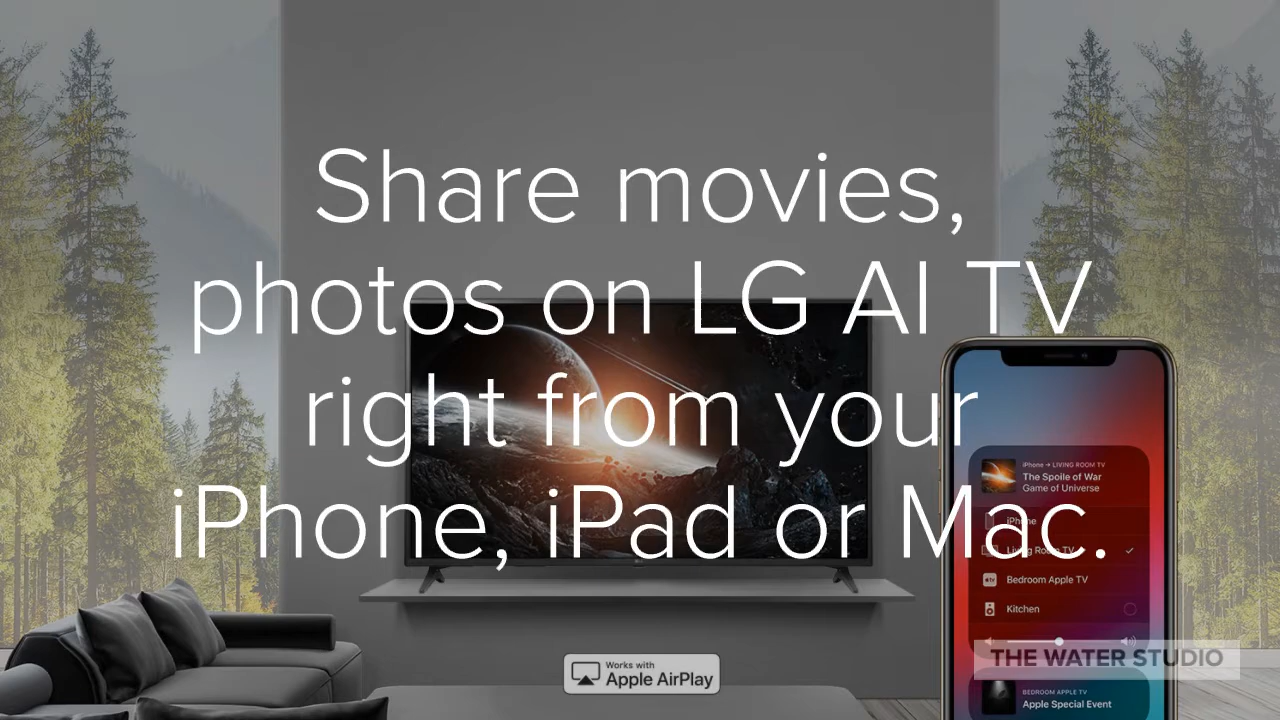 Share movies,
photos on LG AI TV
right from your
iPhone, iPad or Mac.
iPhone → LIVING ROOM TV
The Spoile of War
Game of Universe
iPhone
Living Room TV
Bedroom Apple TV
Kitchen
THE WATER STUDIO
Works with
Apple AirPlay
BEDROOM APPLE TV
Apple Special Event